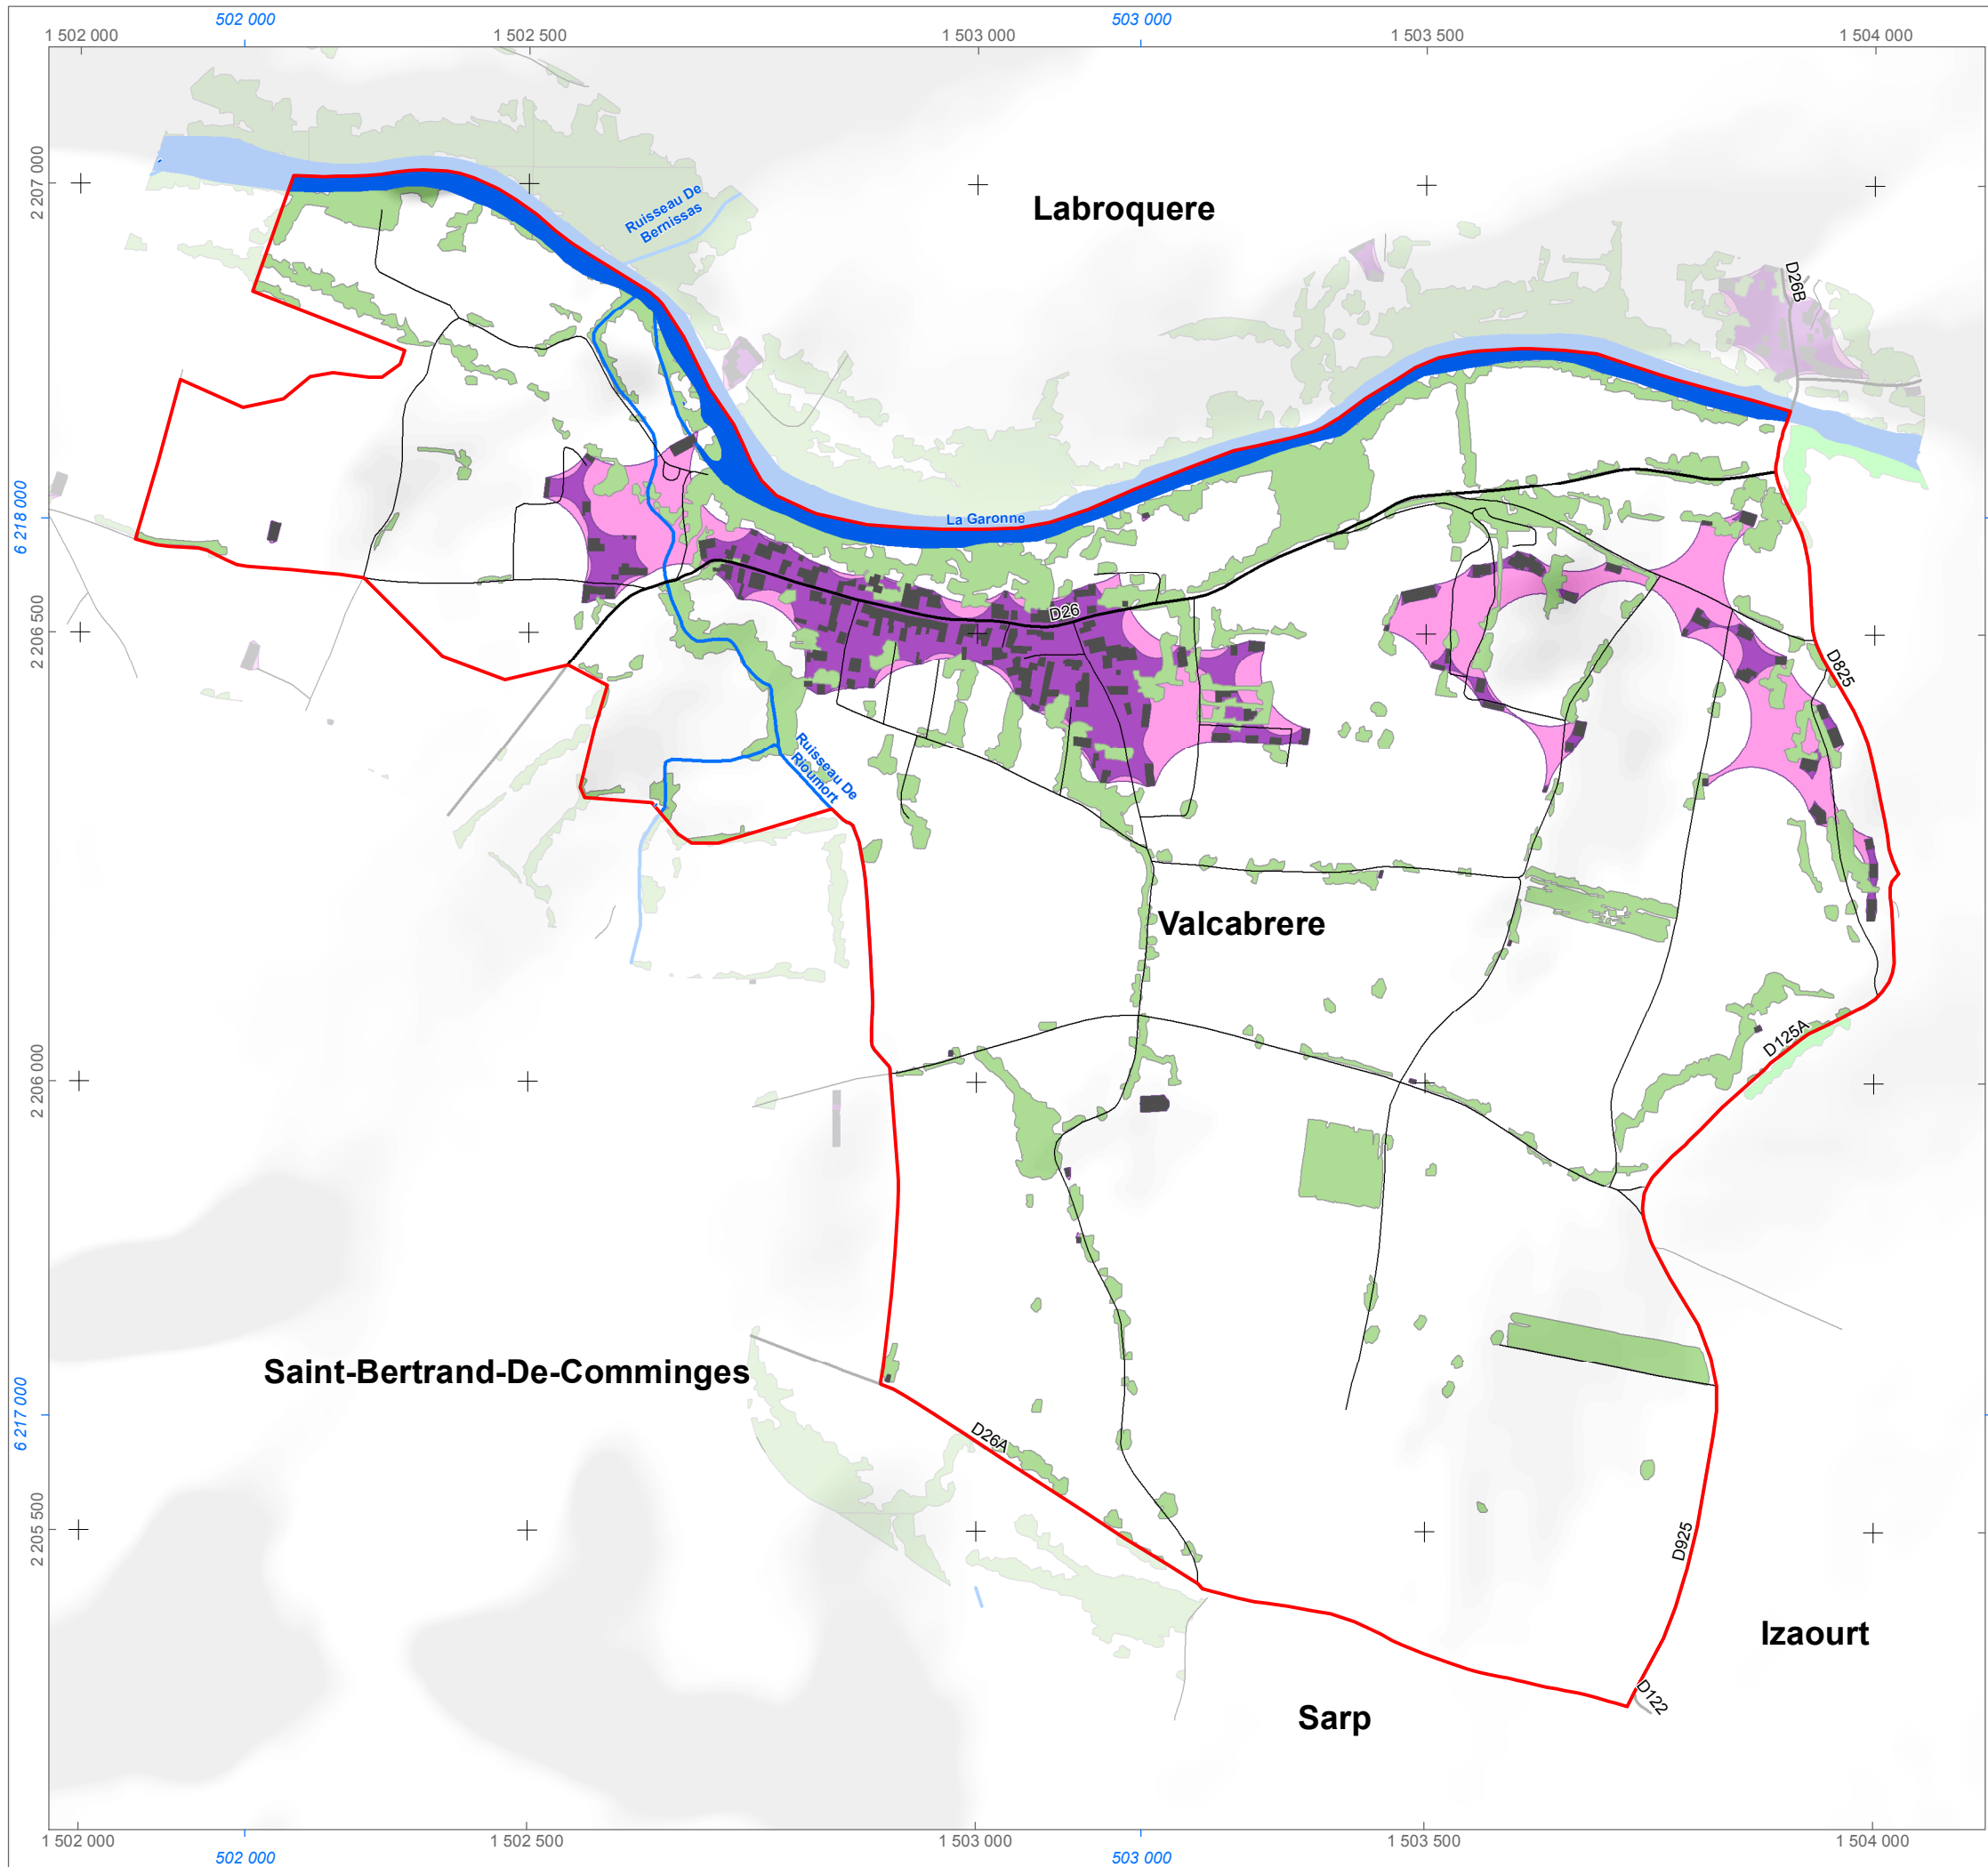 502 000
503 000
1 502 000
1 502 500
1 503 000
1 503 500
1 504 000
2 207 000
Labroquere
Ruisseau De
Bernissas
D26B
6 218 000
La Garonne
D26
2 206 500
D825
Ruisseau De
Rioumort
Valcabrere
D125A
2 206 000
Saint-Bertrand-De-Comminges
6 217 000
D26A
2 205 500
D925
Izaourt
D122
Sarp
1 502 000
1 502 500
1 503 000
1 503 500
1 504 000
502 000
503 000